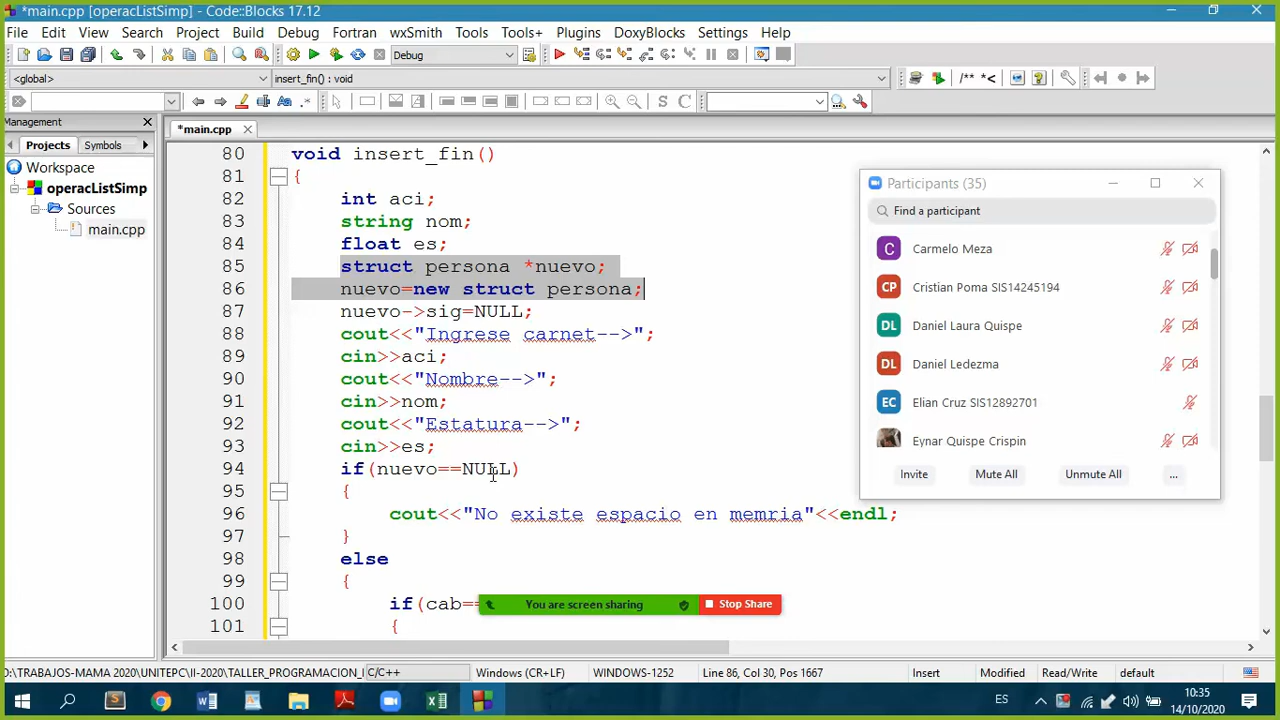 *main.cpp [operacListSimp] - Code::Blocks 17.12
File Edit View Search Project Build Debug Fortran wxSmith Tools Tools+ Plugins DoxyBlocks Settings Help
Debug
<global> insert_fin() : void
/** *<
S C
Management
Projects Symbols
Workspace
operacListSimp
Sources
main.cpp
*main.cpp
80 void insert_fin()
81 {
82 int aci;
83 string nom;
84 float es;
85 struct persona *nuevo;
86 nuevo=new struct persona;
87 nuevo->sig=NULL;
88 cout<<"Ingrese carnet-->";
89 cin>>aci;
90 cout<<"Nombre-->";
91 cin>>nom;
92 cout<<"Estatura-->";
93 cin>>es;
94 if(nuevo==NULL)
95 {
96 cout<<"No existe espacio en memria"<<endl;
97 }
98 else
99 {
100 if(cab==
101 {
Participants (35)
Find a participant
C Carmelo Meza
CP Cristian Poma SIS14245194
DL Daniel Laura Quispe
DL Daniel Ledezma
EC Elian Cruz SIS12892701
Eynar Quispe Crispin
Invite Mute All Unmute All ...
You are screen sharing Stop Share
D:\TRABAJOS-MAMA 2020\UNITEPC\II-2020\TALLER_PROGRAMACION_I C/C++ Windows (CR+LF) WINDOWS-1252 Line 86, Col 30, Pos 1667 Insert Modified Read/Write default
ES 10:35
14/10/2020